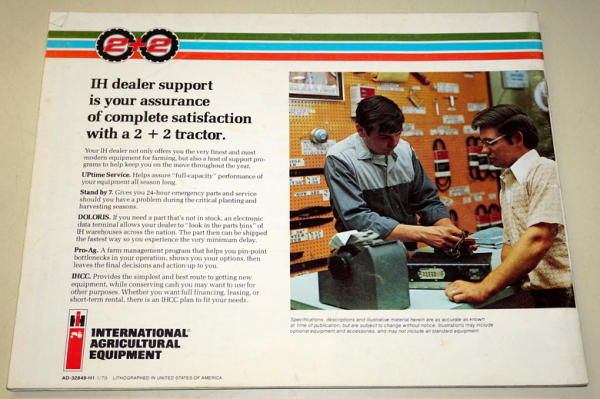 2+2
IH dealer support
is your assurance
of complete satisfaction
with a 2 + 2 tractor.
Your IH dealer not only offers you the very finest and most
modern equipment for farming, but also a host of support pro-
grams to help keep you on the move throughout the year.
UPtime Service. Helps assure "full-capacity" performance of
your equipment all season long.
Stand by 7. Gives you 24-hour emergency parts and service
should you have a problem during the critical planting and
harvesting seasons.
DOLORIS. If you need a part that's not in stock, an electronic
data terminal allows your dealer to "look in the parts bins" of
IH warehouses across the nation. The part then can be shipped
the fastest way so you experience the very minimum delay.
Pro-Ag. A farm management program that helps you pin-point
bottlenecks in your operation, shows you your options, then
leaves the final decisions and action up to you.
IHCC. Provides the simplest and best route to getting new
equipment, while conserving cash you may want to use for
other purposes. Whether you want full financing, leasing, or
short-term rental, there is an IHCC plan to fit your needs.
Specifications, descriptions and illustrative material herein are as accurate as known
at time of publication, but are subject to change without notice. Illustrations may include
optional equipment and accessories, and may not include all standard equipment.
INTERNATIONAL®
AGRICULTURAL
EQUIPMENT
AD-32849-H1 1/79 LITHOGRAPHED IN UNITED STATES OF AMERICA